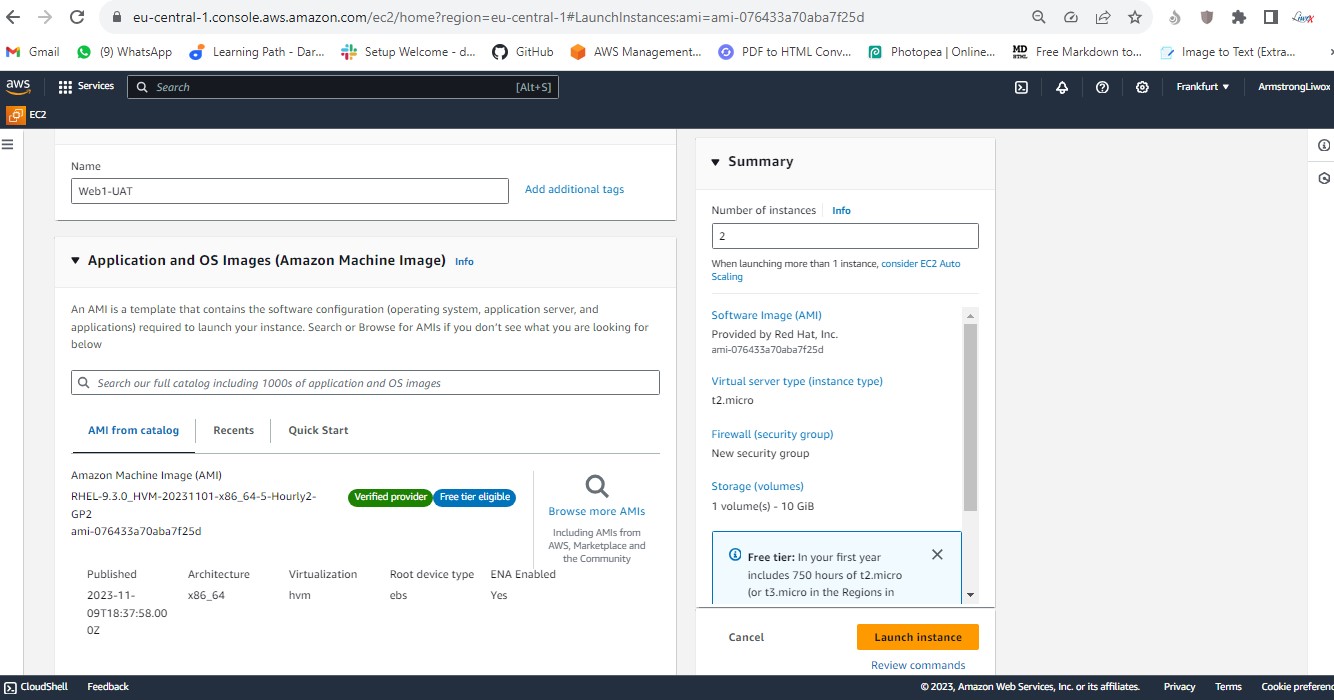 eu-central-1.console.aws.amazon.com/ec2/home?region=eu-central-1#LaunchInstances:ami=ami-076433a70aba7f25d
Gmail (9) WhatsApp Learning Path - Dar... Setup Welcome - d... GitHub AWS Management... PDF to HTML Conv... Photopea | Online... MD Free Markdown to... Image to Text (Extra...
aws Services Search [Alt+S] Frankfurt ▼ ArmstrongLiwox
EC2
Name
Web1-UAT
Add additional tags
Application and OS Images (Amazon Machine Image) Info
An AMI is a template that contains the software configuration (operating system, application server, and
applications) required to launch your instance. Search or Browse for AMIs if you don't see what you are looking for
below
Search our full catalog including 1000s of application and OS images
AMI from catalog Recents Quick Start
Amazon Machine Image (AMI)
RHEL-9.3.0_HVM-20231101-x86_64-5-Hourly2-
GP2
ami-076433a70aba7f25d
Verified provider Free tier eligible
Browse more AMIs
Including AMIs from
AWS, Marketplace and
the Community
Published Architecture Virtualization Root device type ENA Enabled
2023-11- x86_64 hvm ebs Yes
09T18:37:58.00
0Z
Summary
Number of instances Info
2
When launching more than 1 instance, consider EC2 Auto
Scaling
Software Image (AMI)
Provided by Red Hat, Inc.
ami-076433a70aba7f25d
Virtual server type (instance type)
t2.micro
Firewall (security group)
New security group
Storage (volumes)
1 volume(s) - 10 GiB
Free tier: In your first year
includes 750 hours of t2.micro
(or t3.micro in the Regions in
Cancel Launch instance
Review commands
CloudShell Feedback © 2023, Amazon Web Services, Inc. or its affiliates. Privacy Terms Cookie preferenc